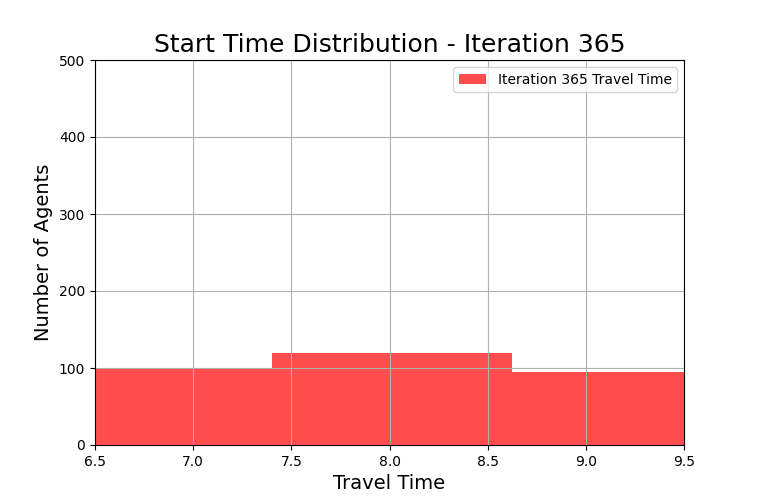 Start Time Distribution - Iteration 365
500
Iteration 365 Travel Time
400
300
200
100
0
Number of Agents
6.5 7.0 7.5 8.0 8.5 9.0 9.5
Travel Time